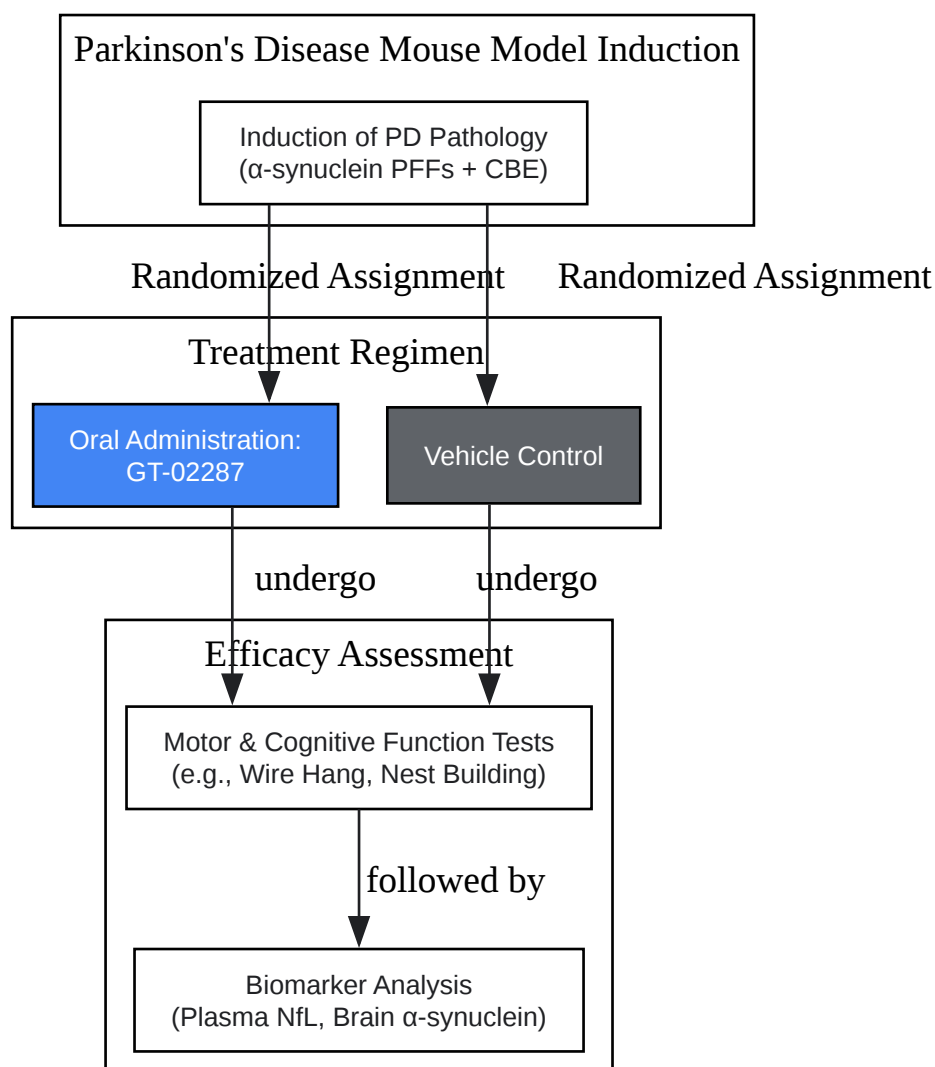 Parkinson's Disease Mouse Model Induction
Induction of PD Pathology
(α-synuclein PFFs + CBE)
Randomized Assignment
Randomized Assignment
Treatment Regimen
Oral Administration:
GT-02287
Vehicle Control
undergo
undergo
Efficacy Assessment
Motor & Cognitive Function Tests
(e.g., Wire Hang, Nest Building)
followed by
Biomarker Analysis
(Plasma NfL, Brain α-synuclein)